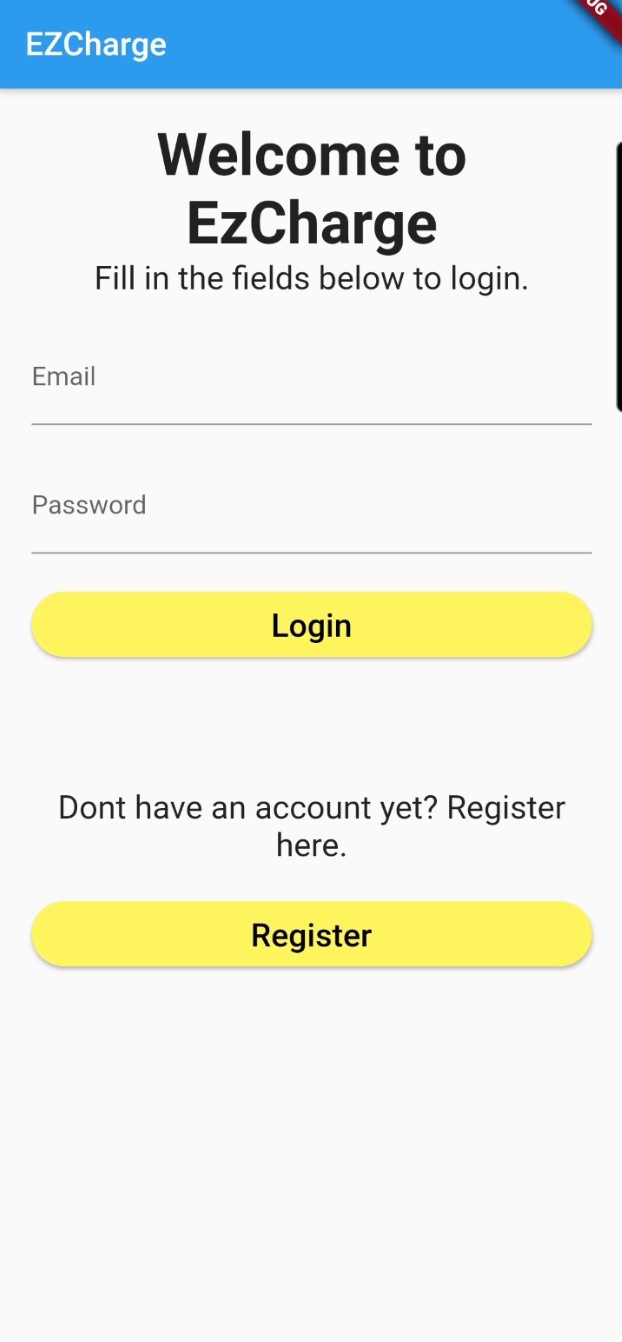 EZCharge
Welcome to
EzCharge
Fill in the fields below to login.
Email
Password
Login
Dont have an account yet? Register
here.
Register